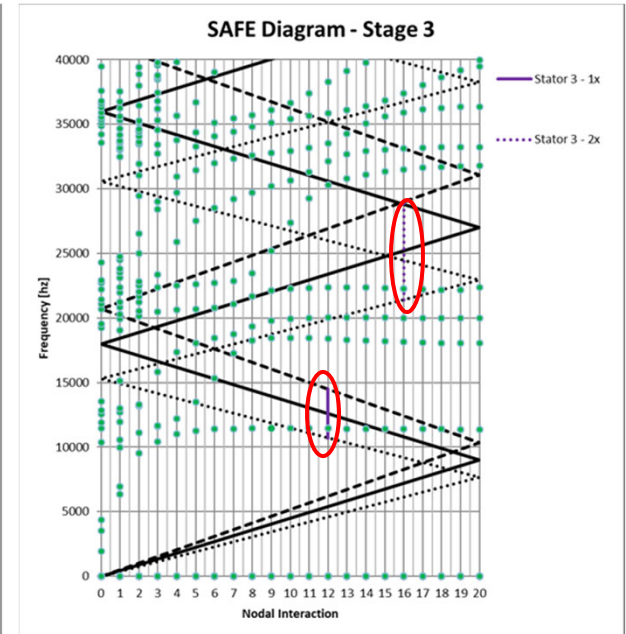 SAFE Diagram - Stage 3
40000
35000
30000
25000
20000
15000
10000
5000
0
Frequency [hz]
0 1 2 3 4 5 6 7 8 9 10 11 12 13 14 15 16 17 18 19 20
Nodal Interaction
Stator 3 - 1x
Stator 3 - 2x